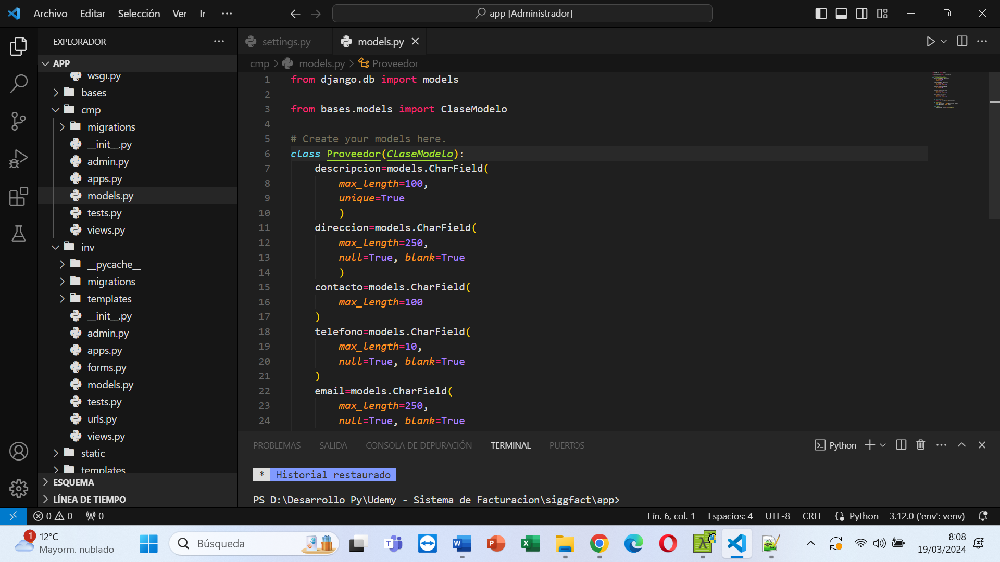 Archivo Editar Selección Ver Ir ···
app [Administrador]
EXPLORADOR
APP
wsgi.py
bases
cmp
migrations
__init__.py
admin.py
apps.py
models.py
tests.py
views.py
inv
__pycache__
migrations
templates
__init__.py
admin.py
apps.py
forms.py
models.py
tests.py
urls.py
views.py
static
templates
ESQUEMA
LÍNEA DE TIEMPO
settings.py models.py
cmp > models.py > Proveedor
1 from django.db import models
2
3 from bases.models import ClaseModelo
4
5 # Create your models here.
6 class Proveedor(ClaseModelo):
7 descripcion=models.CharField(
8 max_length=100,
9 unique=True
10 )
11 direccion=models.CharField(
12 max_length=250,
13 null=True, blank=True
14 )
15 contacto=models.CharField(
16 max_length=100
17 )
18 telefono=models.CharField(
19 max_length=10,
20 null=True, blank=True
21 )
22 email=models.CharField(
23 max_length=250,
24 null=True, blank=True
PROBLEMAS SALIDA CONSOLA DE DEPURACIÓN TERMINAL PUERTOS
Python
* Historial restaurado
PS D:\Desarrollo Py\Udemy - Sistema de Facturacion\siggfact\app>
0 0 0
Lín. 6, col. 1 Espacios: 4 UTF-8 CRLF Python 3.12.0 ('env': venv)
1
12°C
Mayorm. nublado
Búsqueda
8:08
19/03/2024